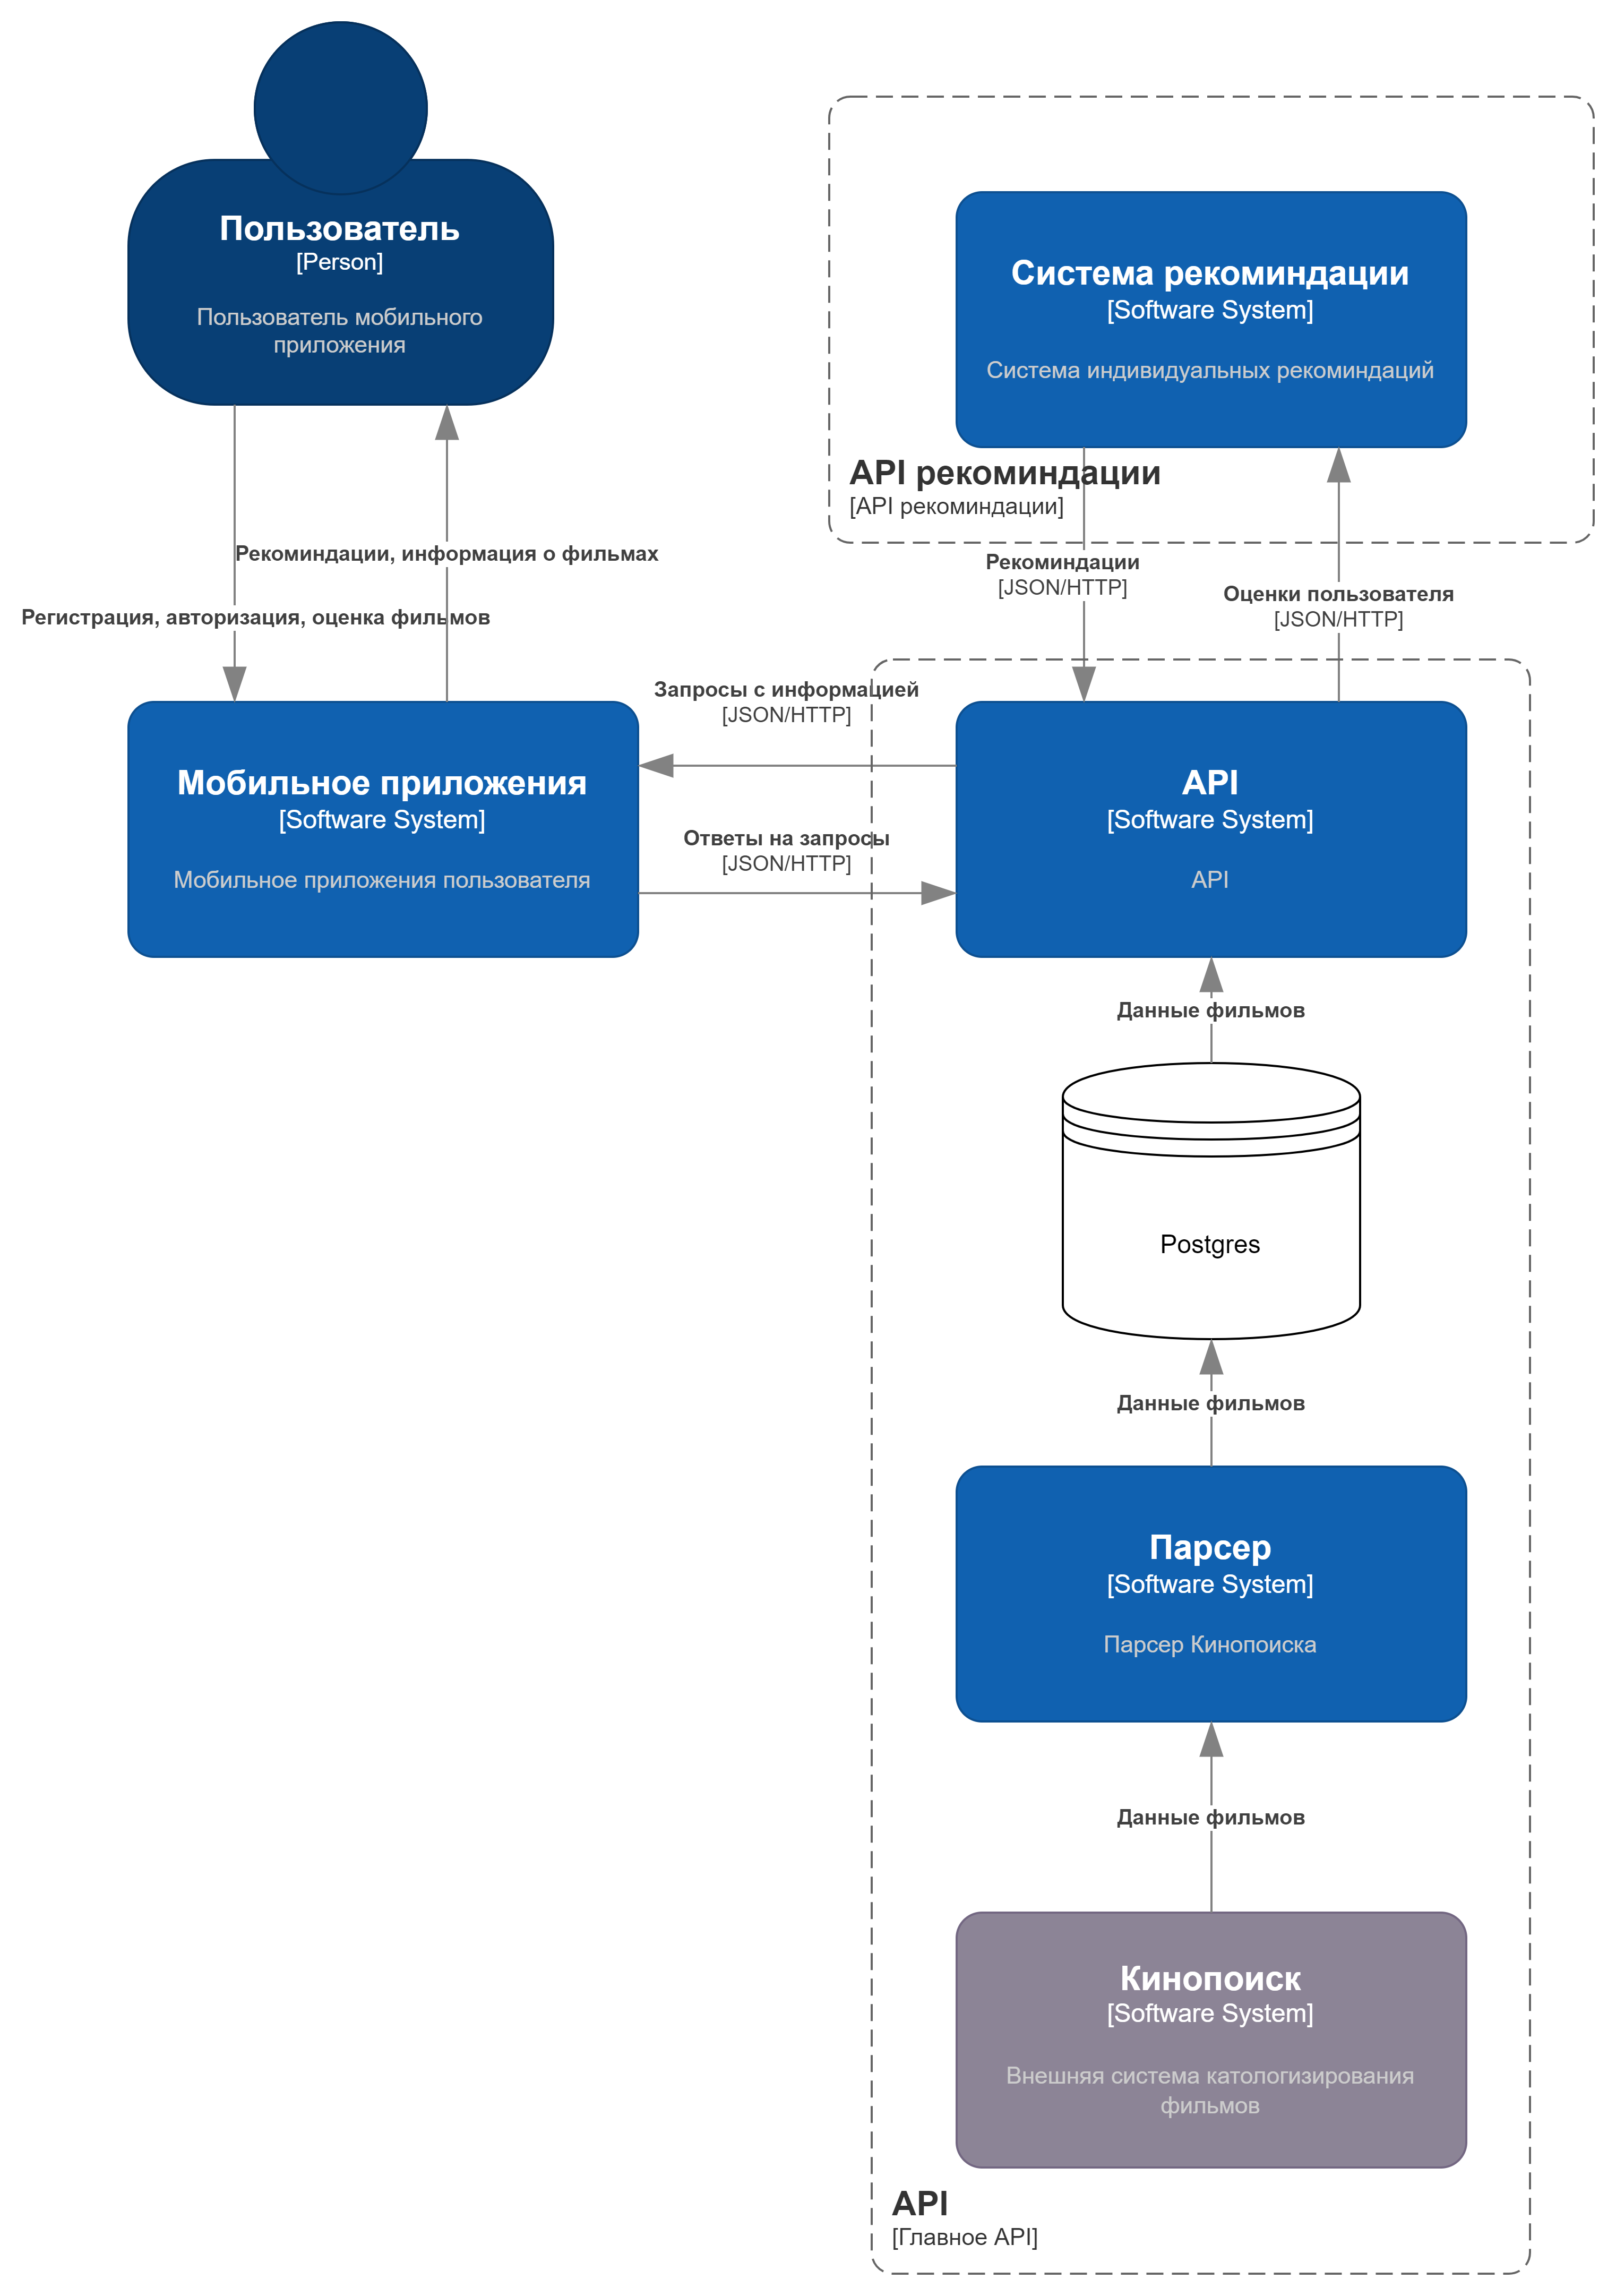 Пользователь
[Person]
Пользователь мобильного
приложения
Система рекоминдации
[Software System]
Система индивидуальных рекоминдаций
API рекоминдации
[API рекоминдации]
Рекоминдации, информация о фильмах
Регистрация, авторизация, оценка фильмов
Рекоминдации
[JSON/HTTP]
Оценки пользователя
[JSON/HTTP]
Запросы с информацией
[JSON/HTTP]
Мобильное приложения
[Software System]
Мобильное приложения пользователя
Ответы на запросы
[JSON/HTTP]
API
[Software System]
API
Данные фильмов
Postgres
Данные фильмов
Парсер
[Software System]
Парсер Кинопоиска
Данные фильмов
Кинопоиск
[Software System]
Внешняя система катологизирования
фильмов
API
[Главное API]